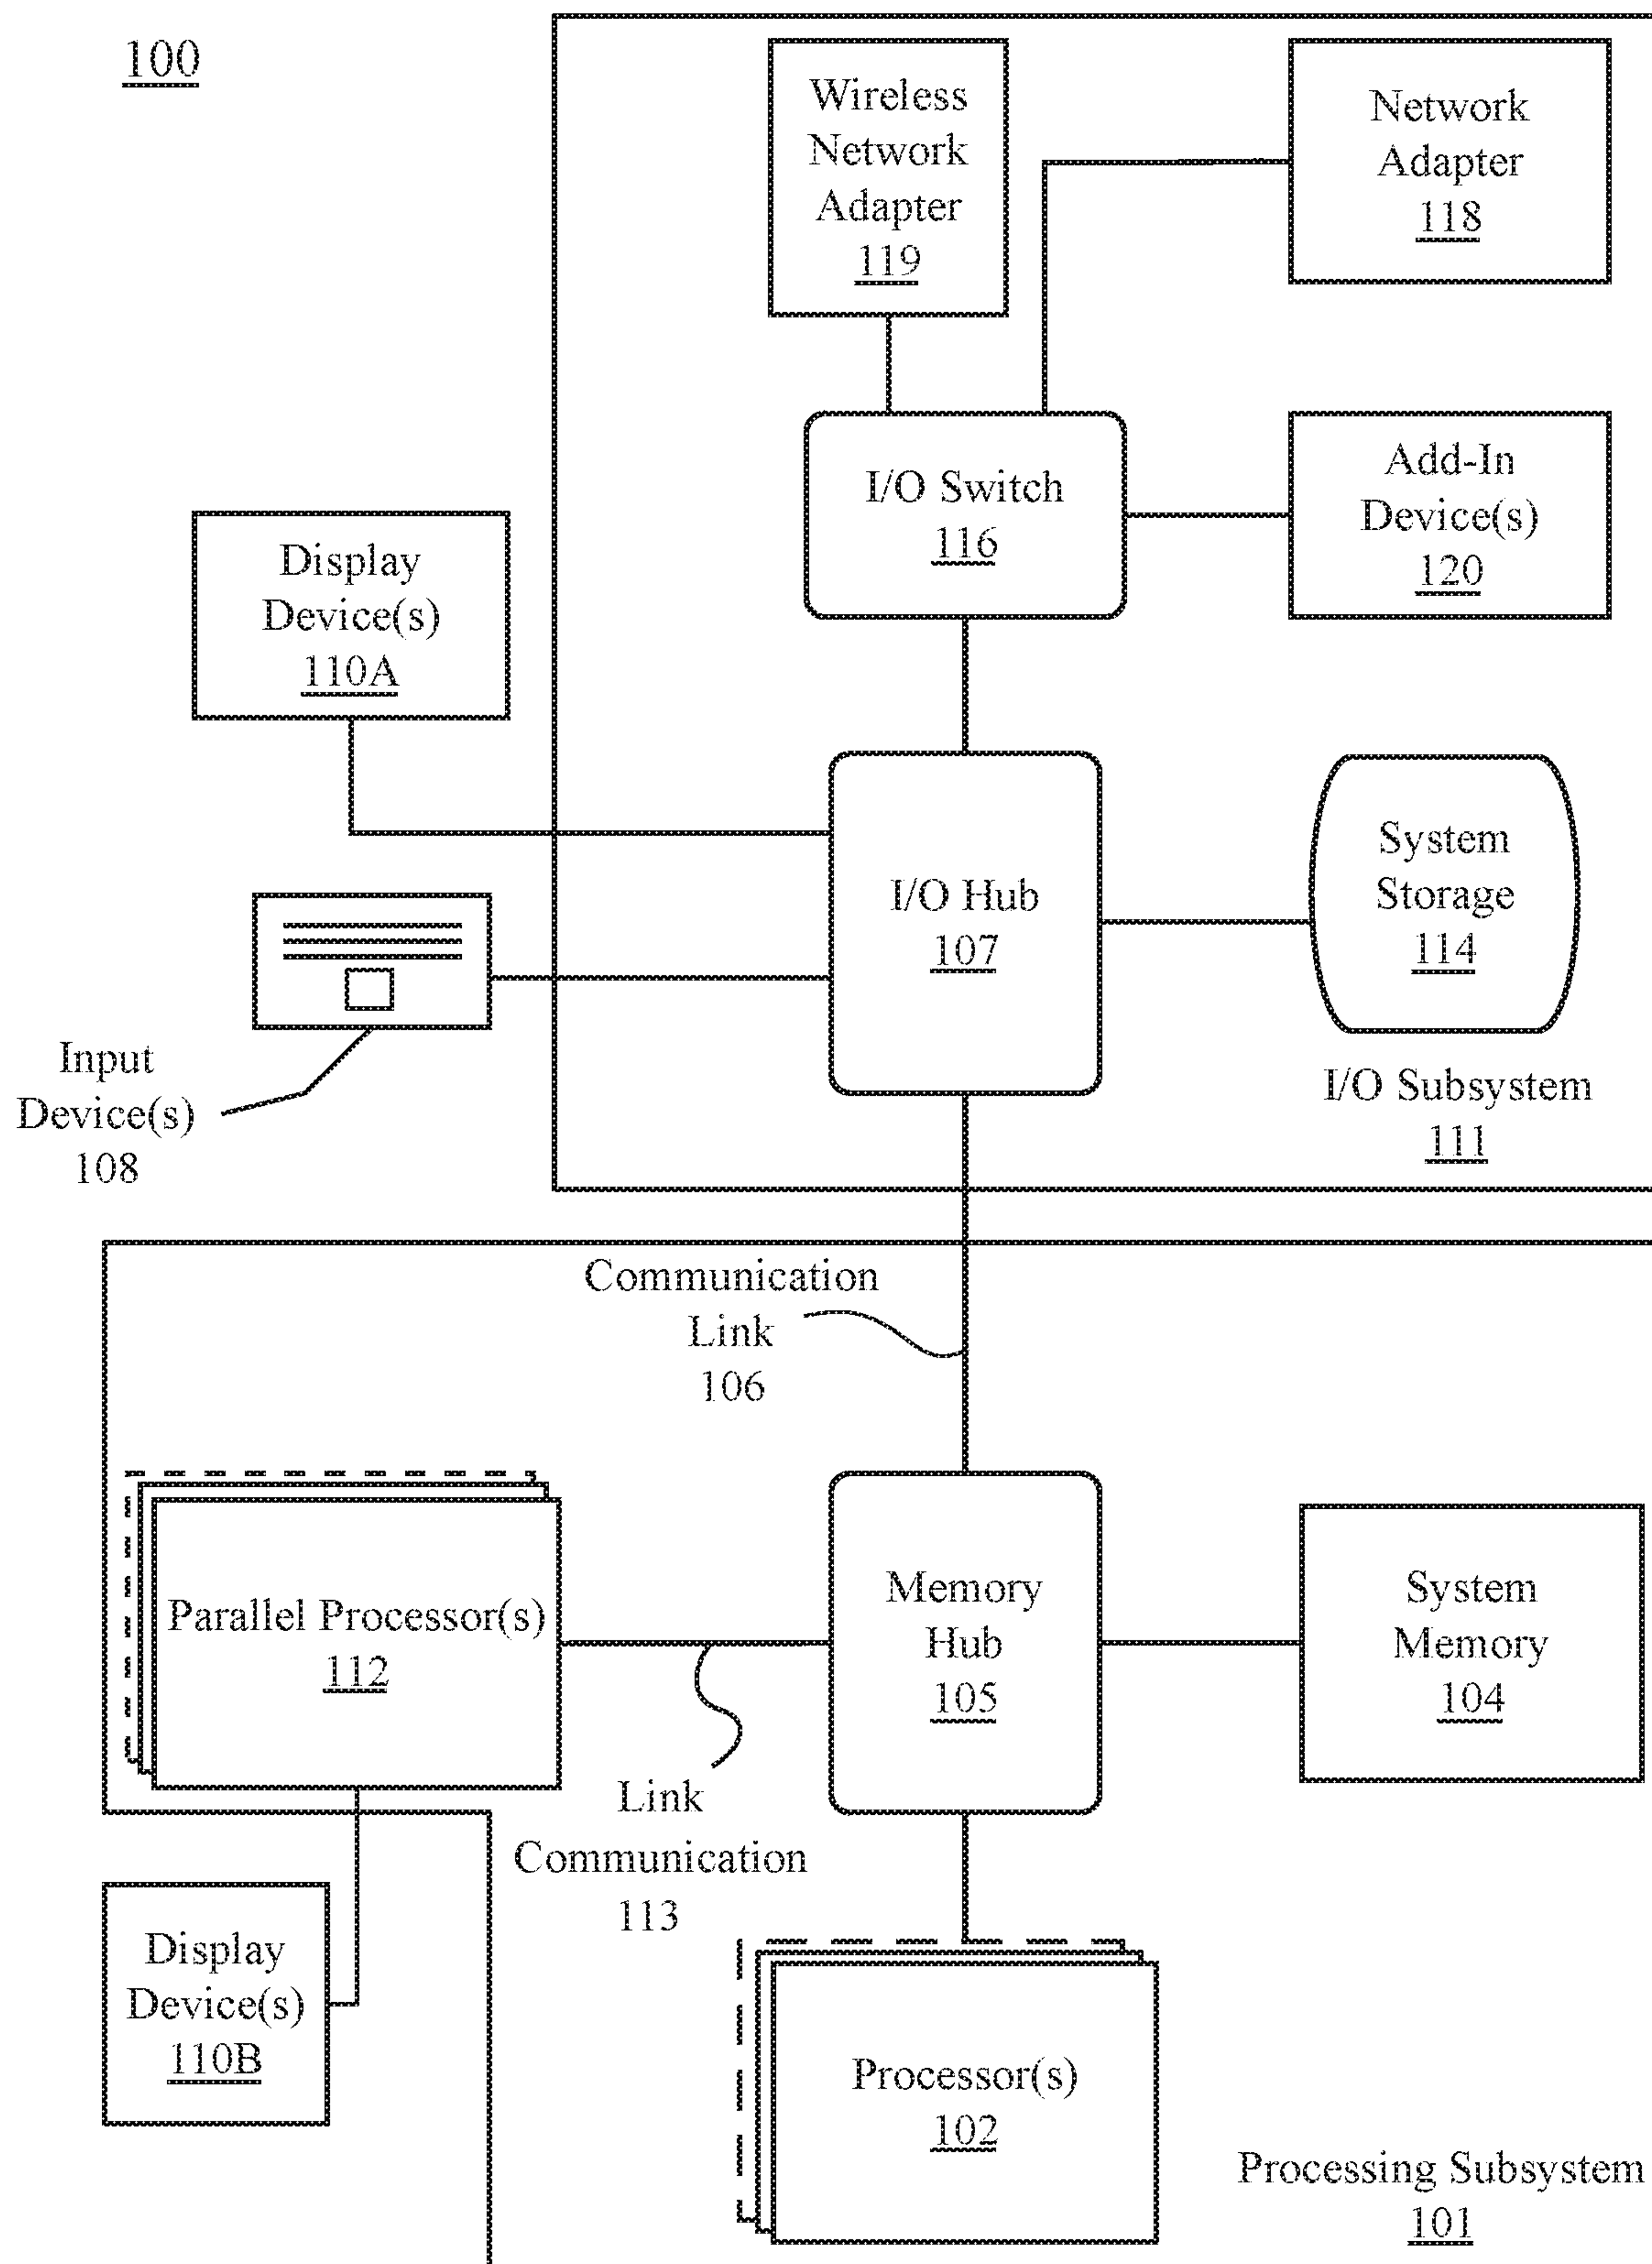 100
Wireless
Network
Adapter
119
Network
Adapter
118
I/O Switch
116
Add-In
Device(s)
120
Display
Device(s)
110A
I/O Hub
107
System
Storage
114
Input
Device(s)
108
I/O Subsystem
111
Communication
Link
106
Parallel Processor(s)
112
Memory
Hub
105
System
Memory
104
Link
Communication
113
Display
Device(s)
110B
Processor(s)
102
Processing Subsystem
101